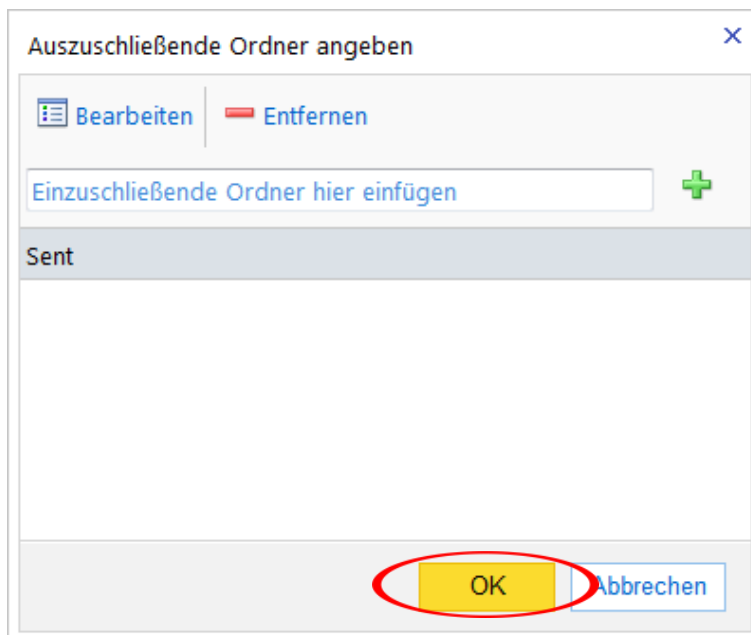 Auszuschließende Ordner angeben
Bearbeiten Entfernen
Einzuschließende Ordner hier einfügen
Sent
OK Abbrechen